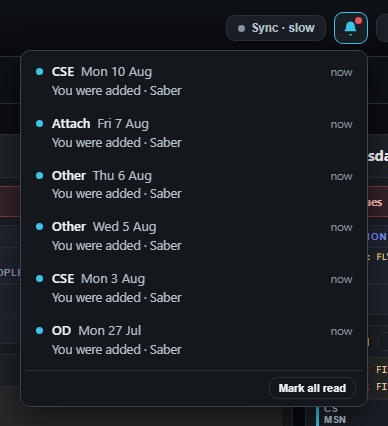 Sync · slow
CSE Mon 10 Aug now
You were added · Saber
Attach Fri 7 Aug now
You were added · Saber
Other Thu 6 Aug now
You were added · Saber
Other Wed 5 Aug now
You were added · Saber
CSE Mon 3 Aug now
You were added · Saber
OD Mon 27 Jul now
You were added · Saber
Mark all read
CS
MSN